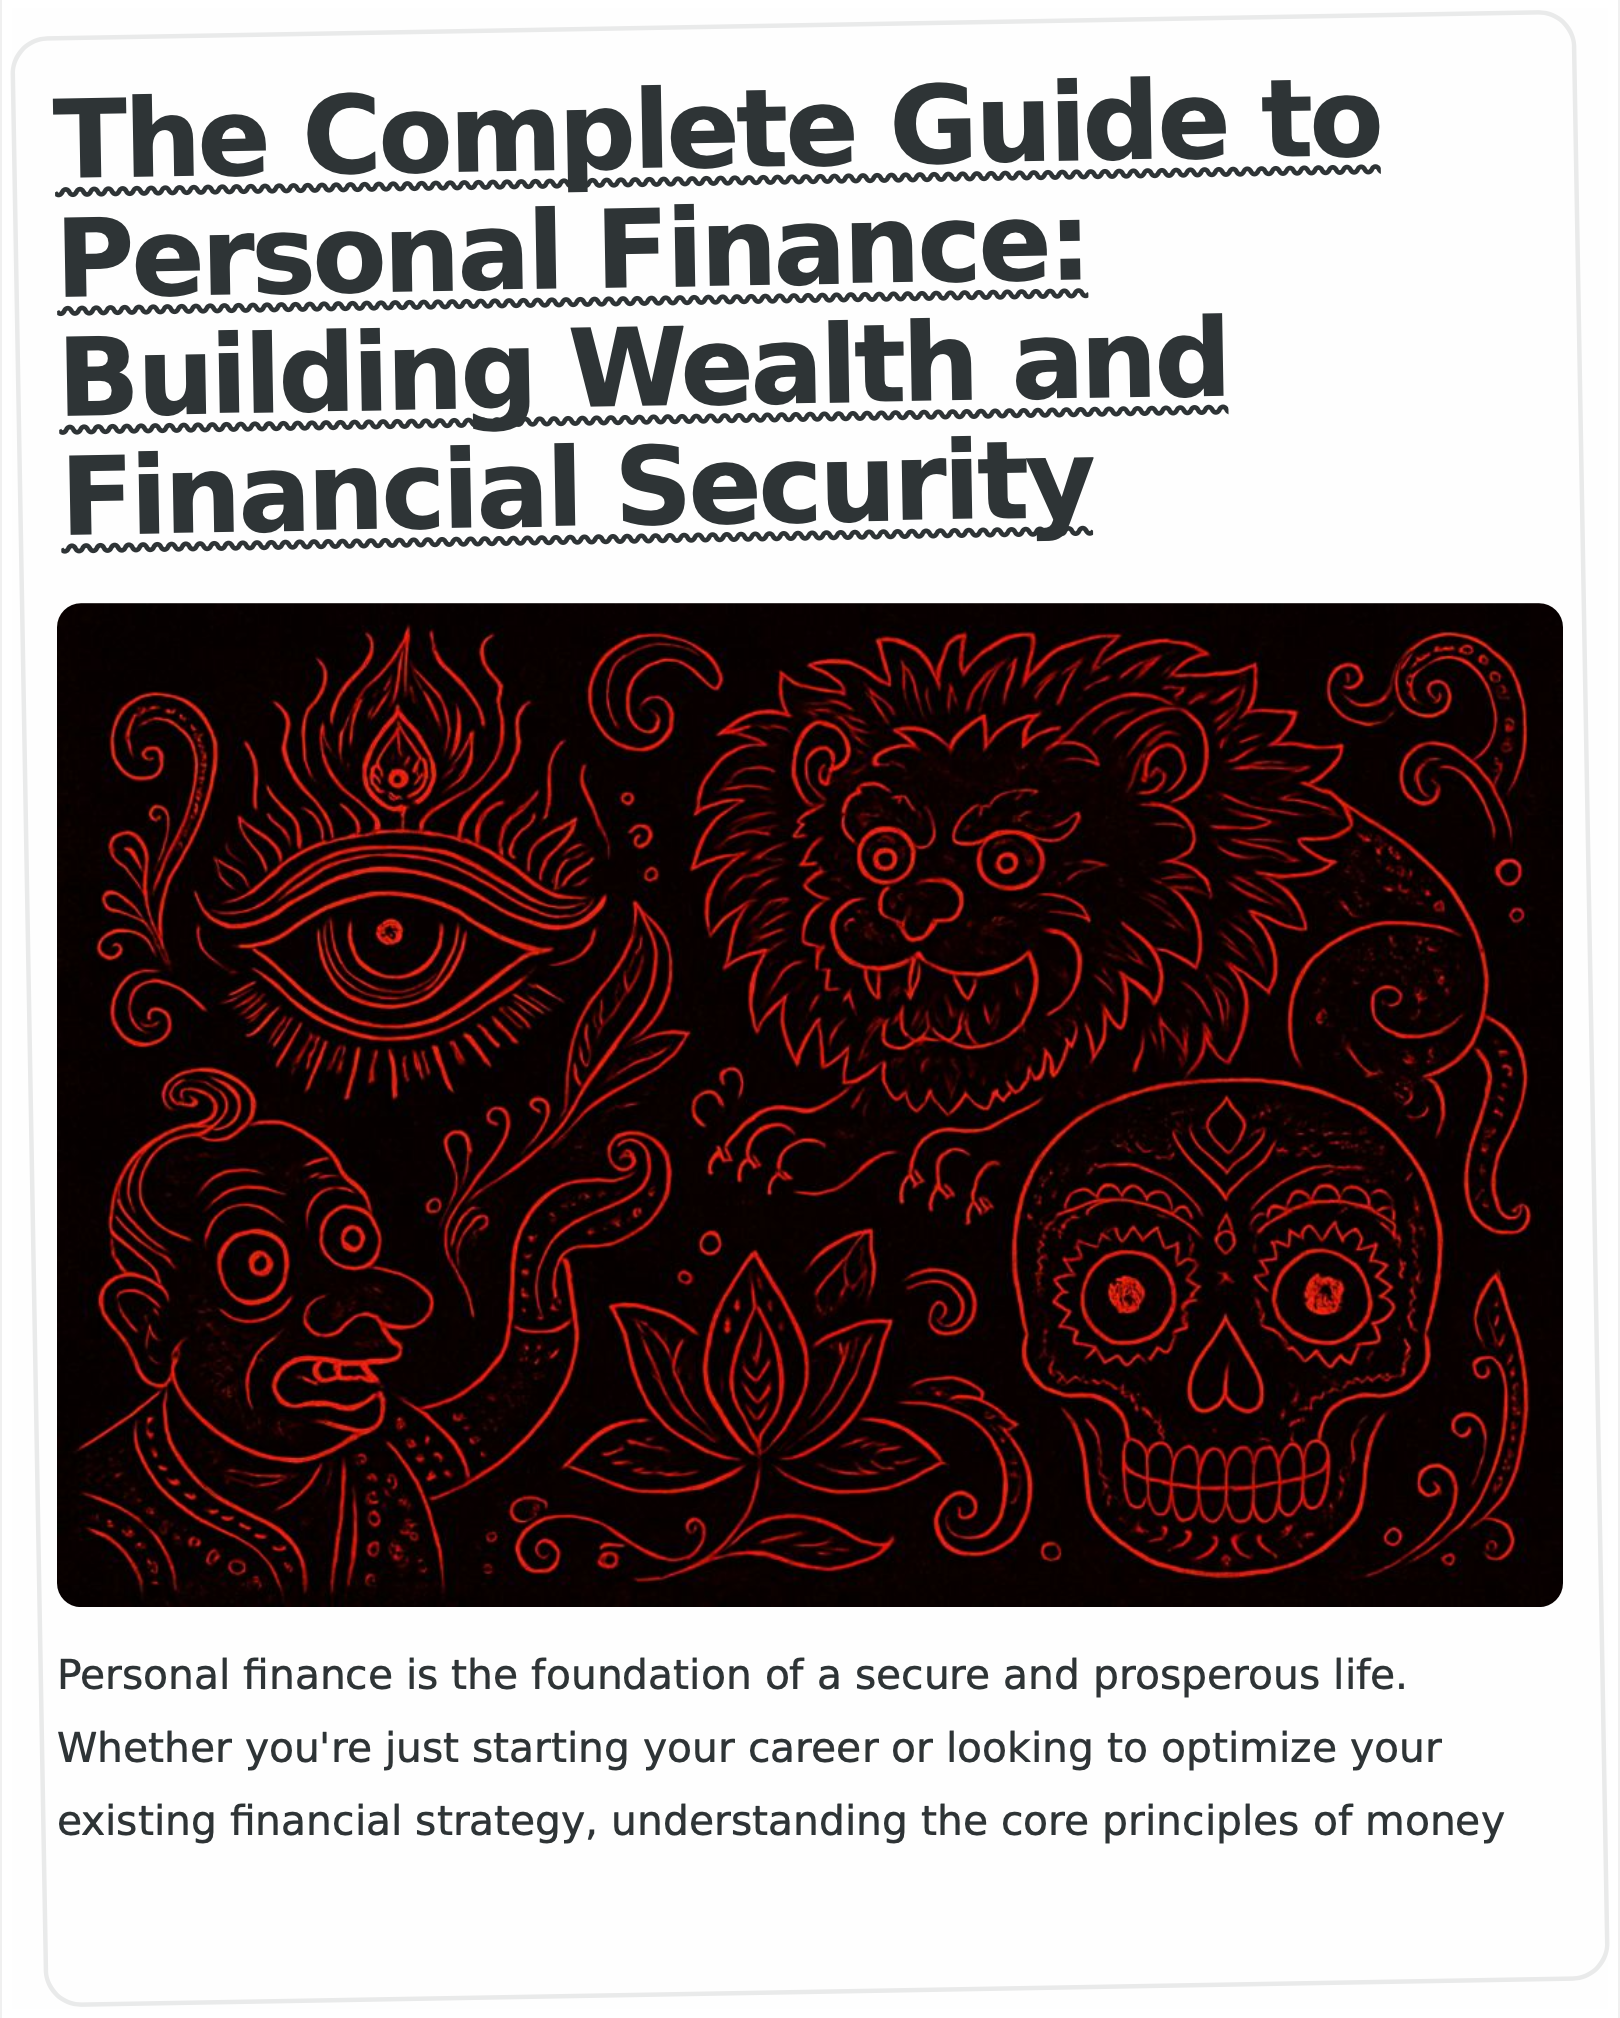 The Complete Guide to
Personal Finance:
Building Wealth and
Financial Security
Personal finance is the foundation of a secure and prosperous life.
Whether you're just starting your career or looking to optimize your
existing financial strategy, understanding the core principles of money